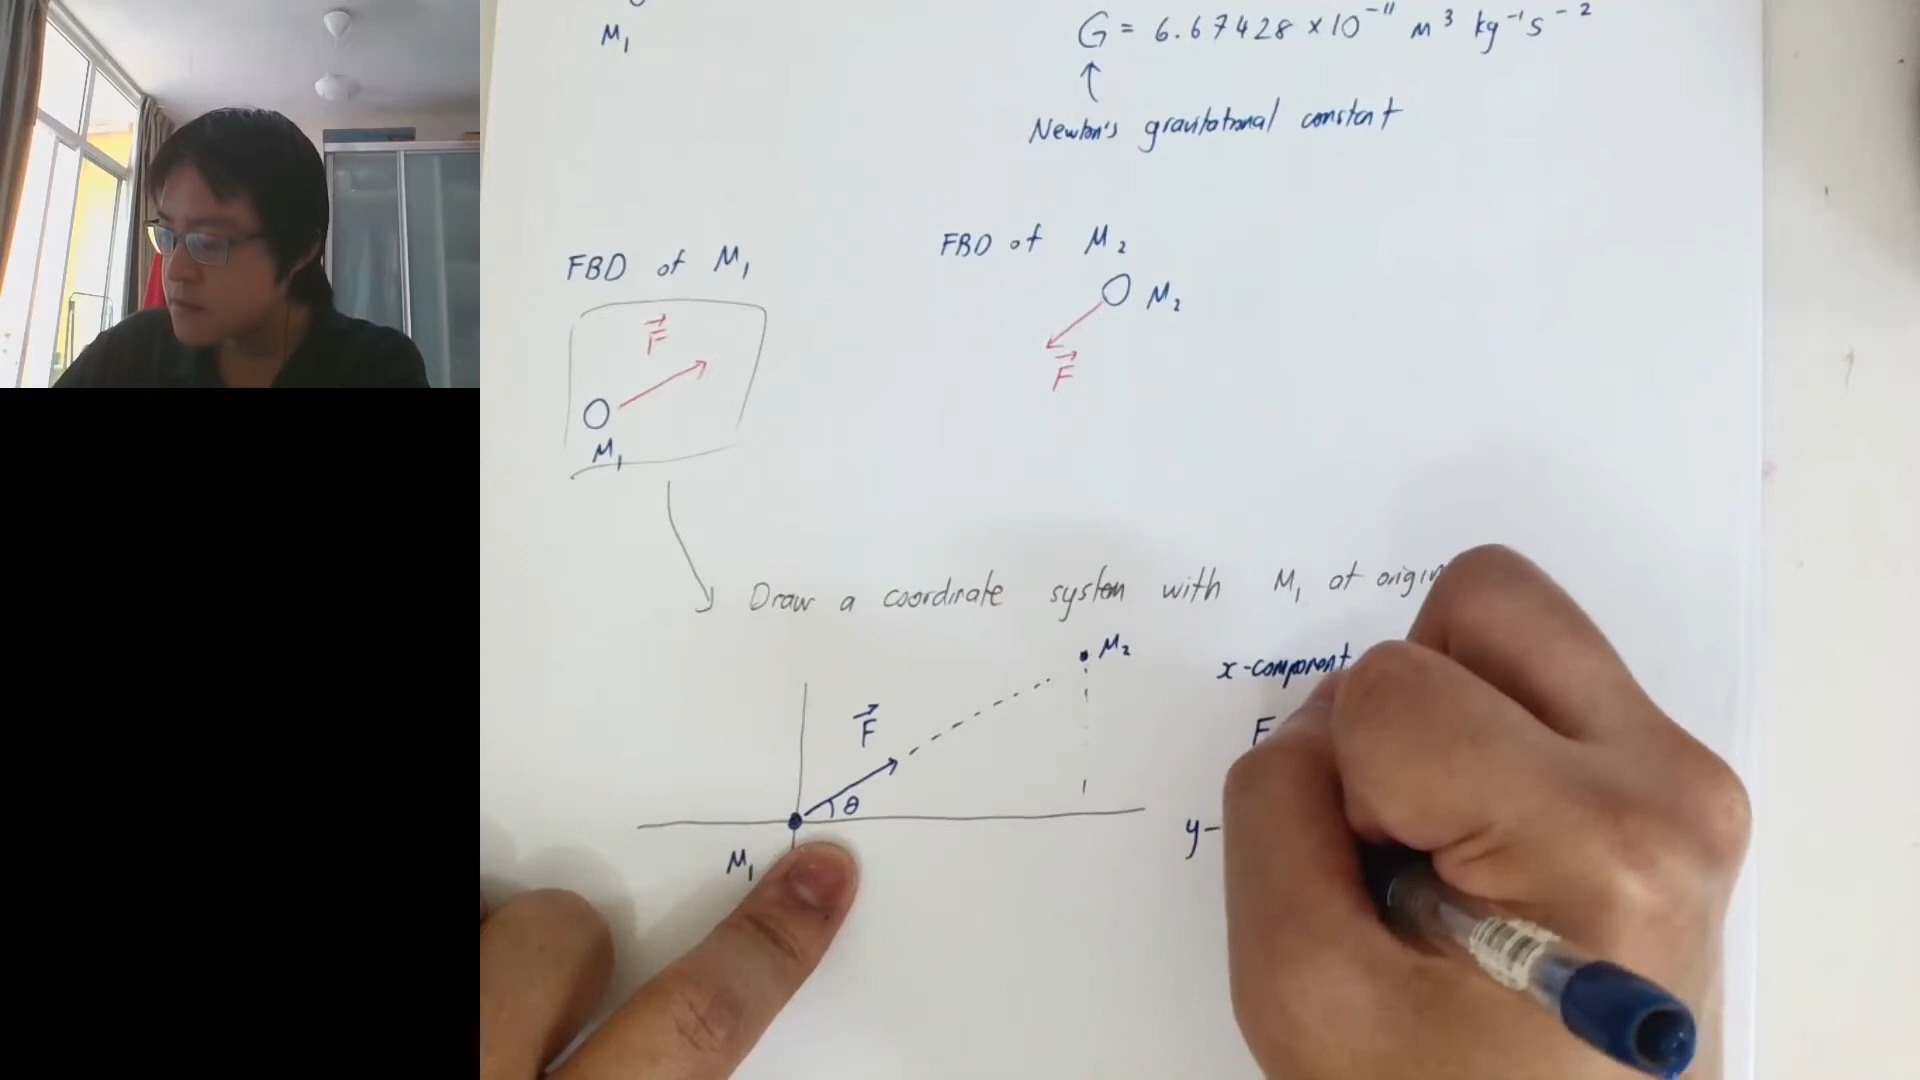 M₁
G = 6.67428 × 10⁻¹¹ m³ kg⁻¹ s⁻²
Newton's gravitational constant
FBD of M₁
F⃗
M₁
FBD of M₂
M₂
F⃗
Draw a coordinate system with M₁ at origin
M₂
F⃗
θ
M₁
x-component
F
y-